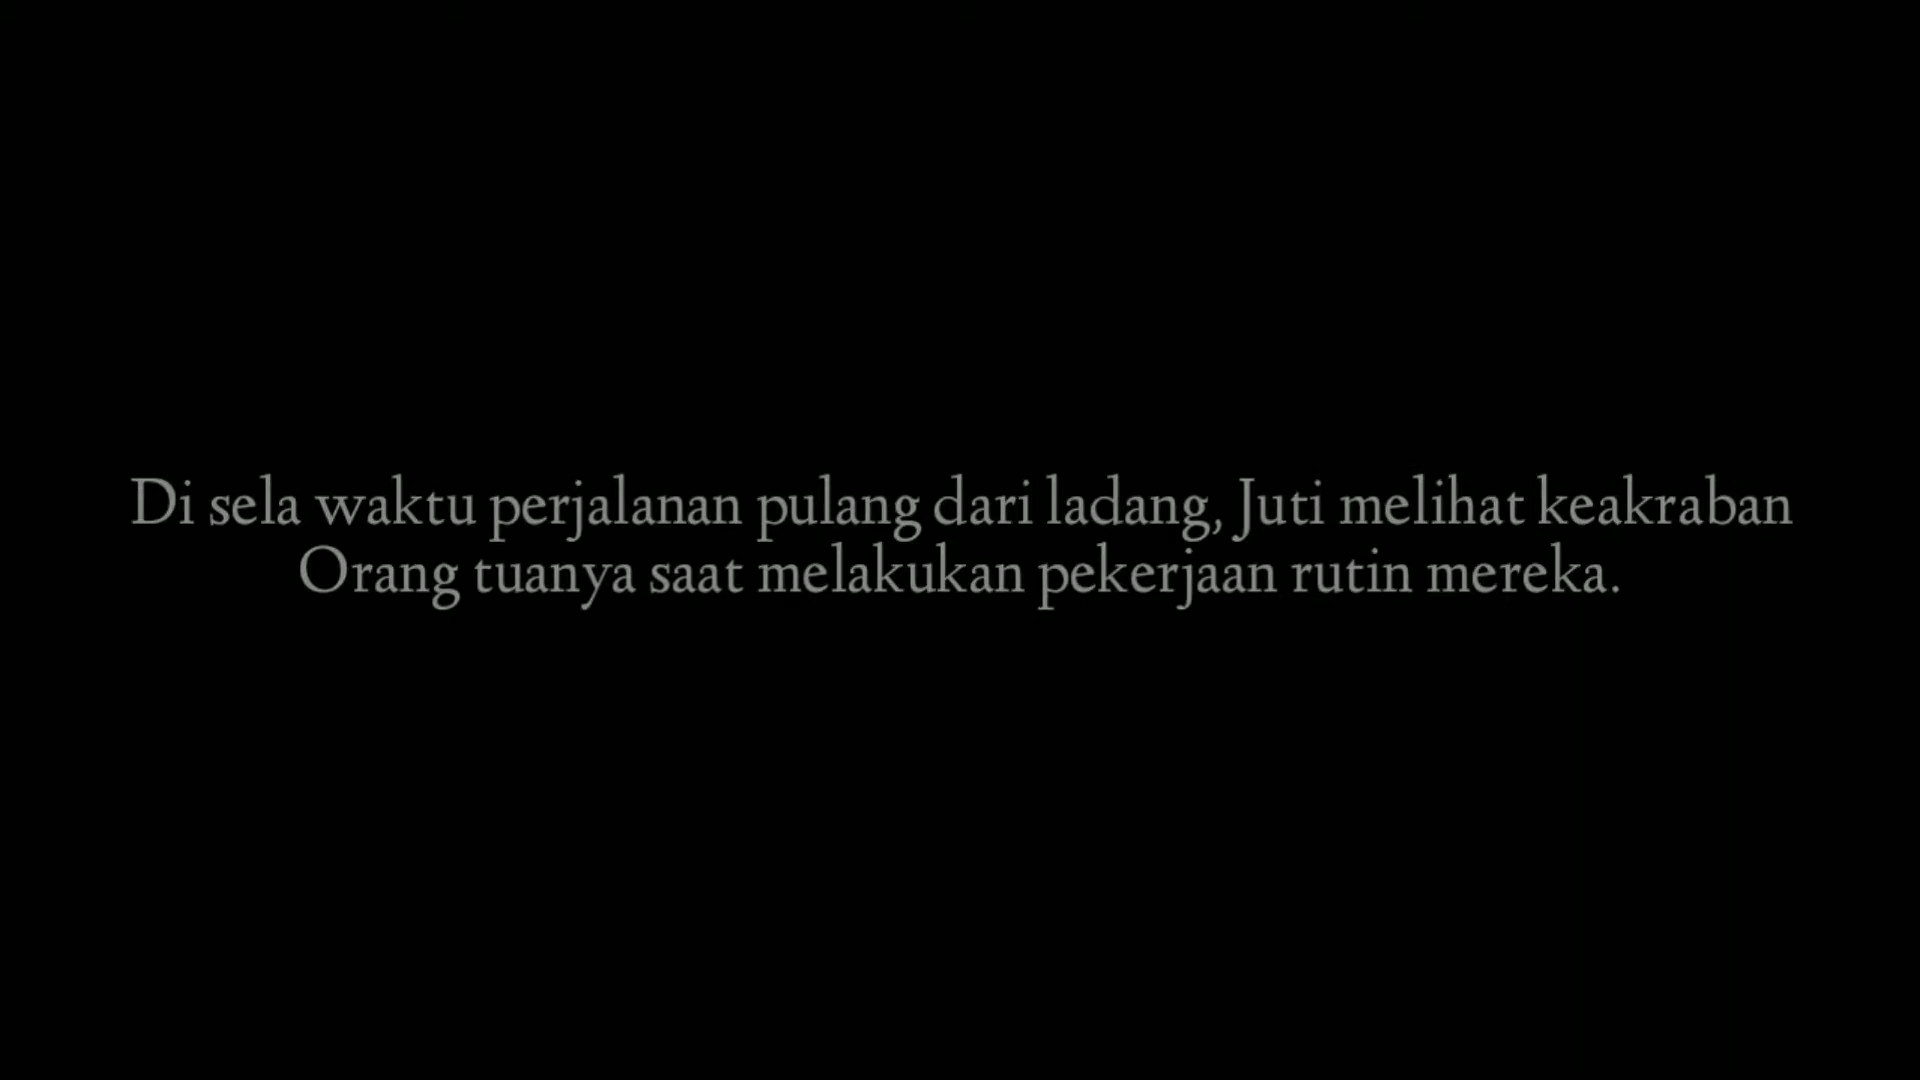 Di sela waktu perjalanan pulang dari ladang, Juti melihat keakraban
Orang tuanya saat melakukan pekerjaan rutin mereka.